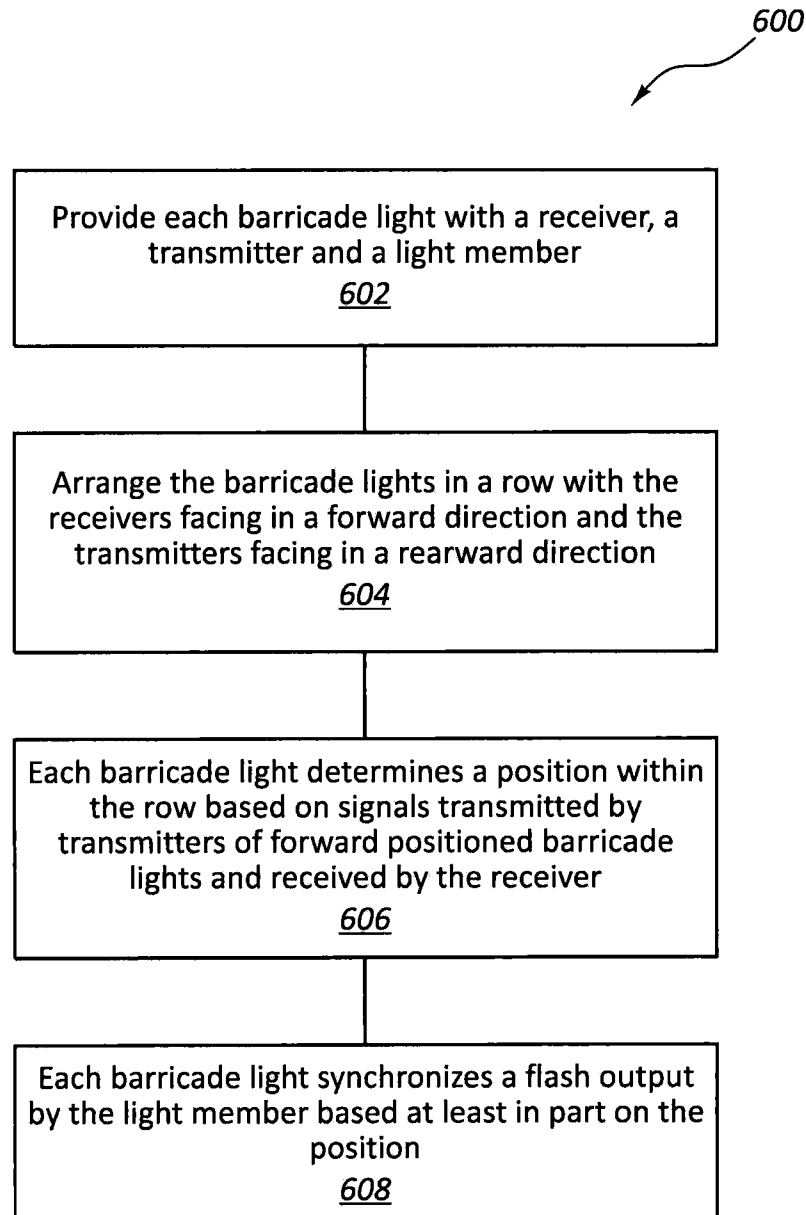 600
Provide each barricade light with a receiver, a
transmitter and a light member
602
Arrange the barricade lights in a row with the
receivers facing in a forward direction and the
transmitters facing in a rearward direction
604
Each barricade light determines a position within
the row based on signals transmitted by
transmitters of forward positioned barricade
lights and received by the receiver
606
Each barricade light synchronizes a flash output
by the light member based at least in part on the
position
608